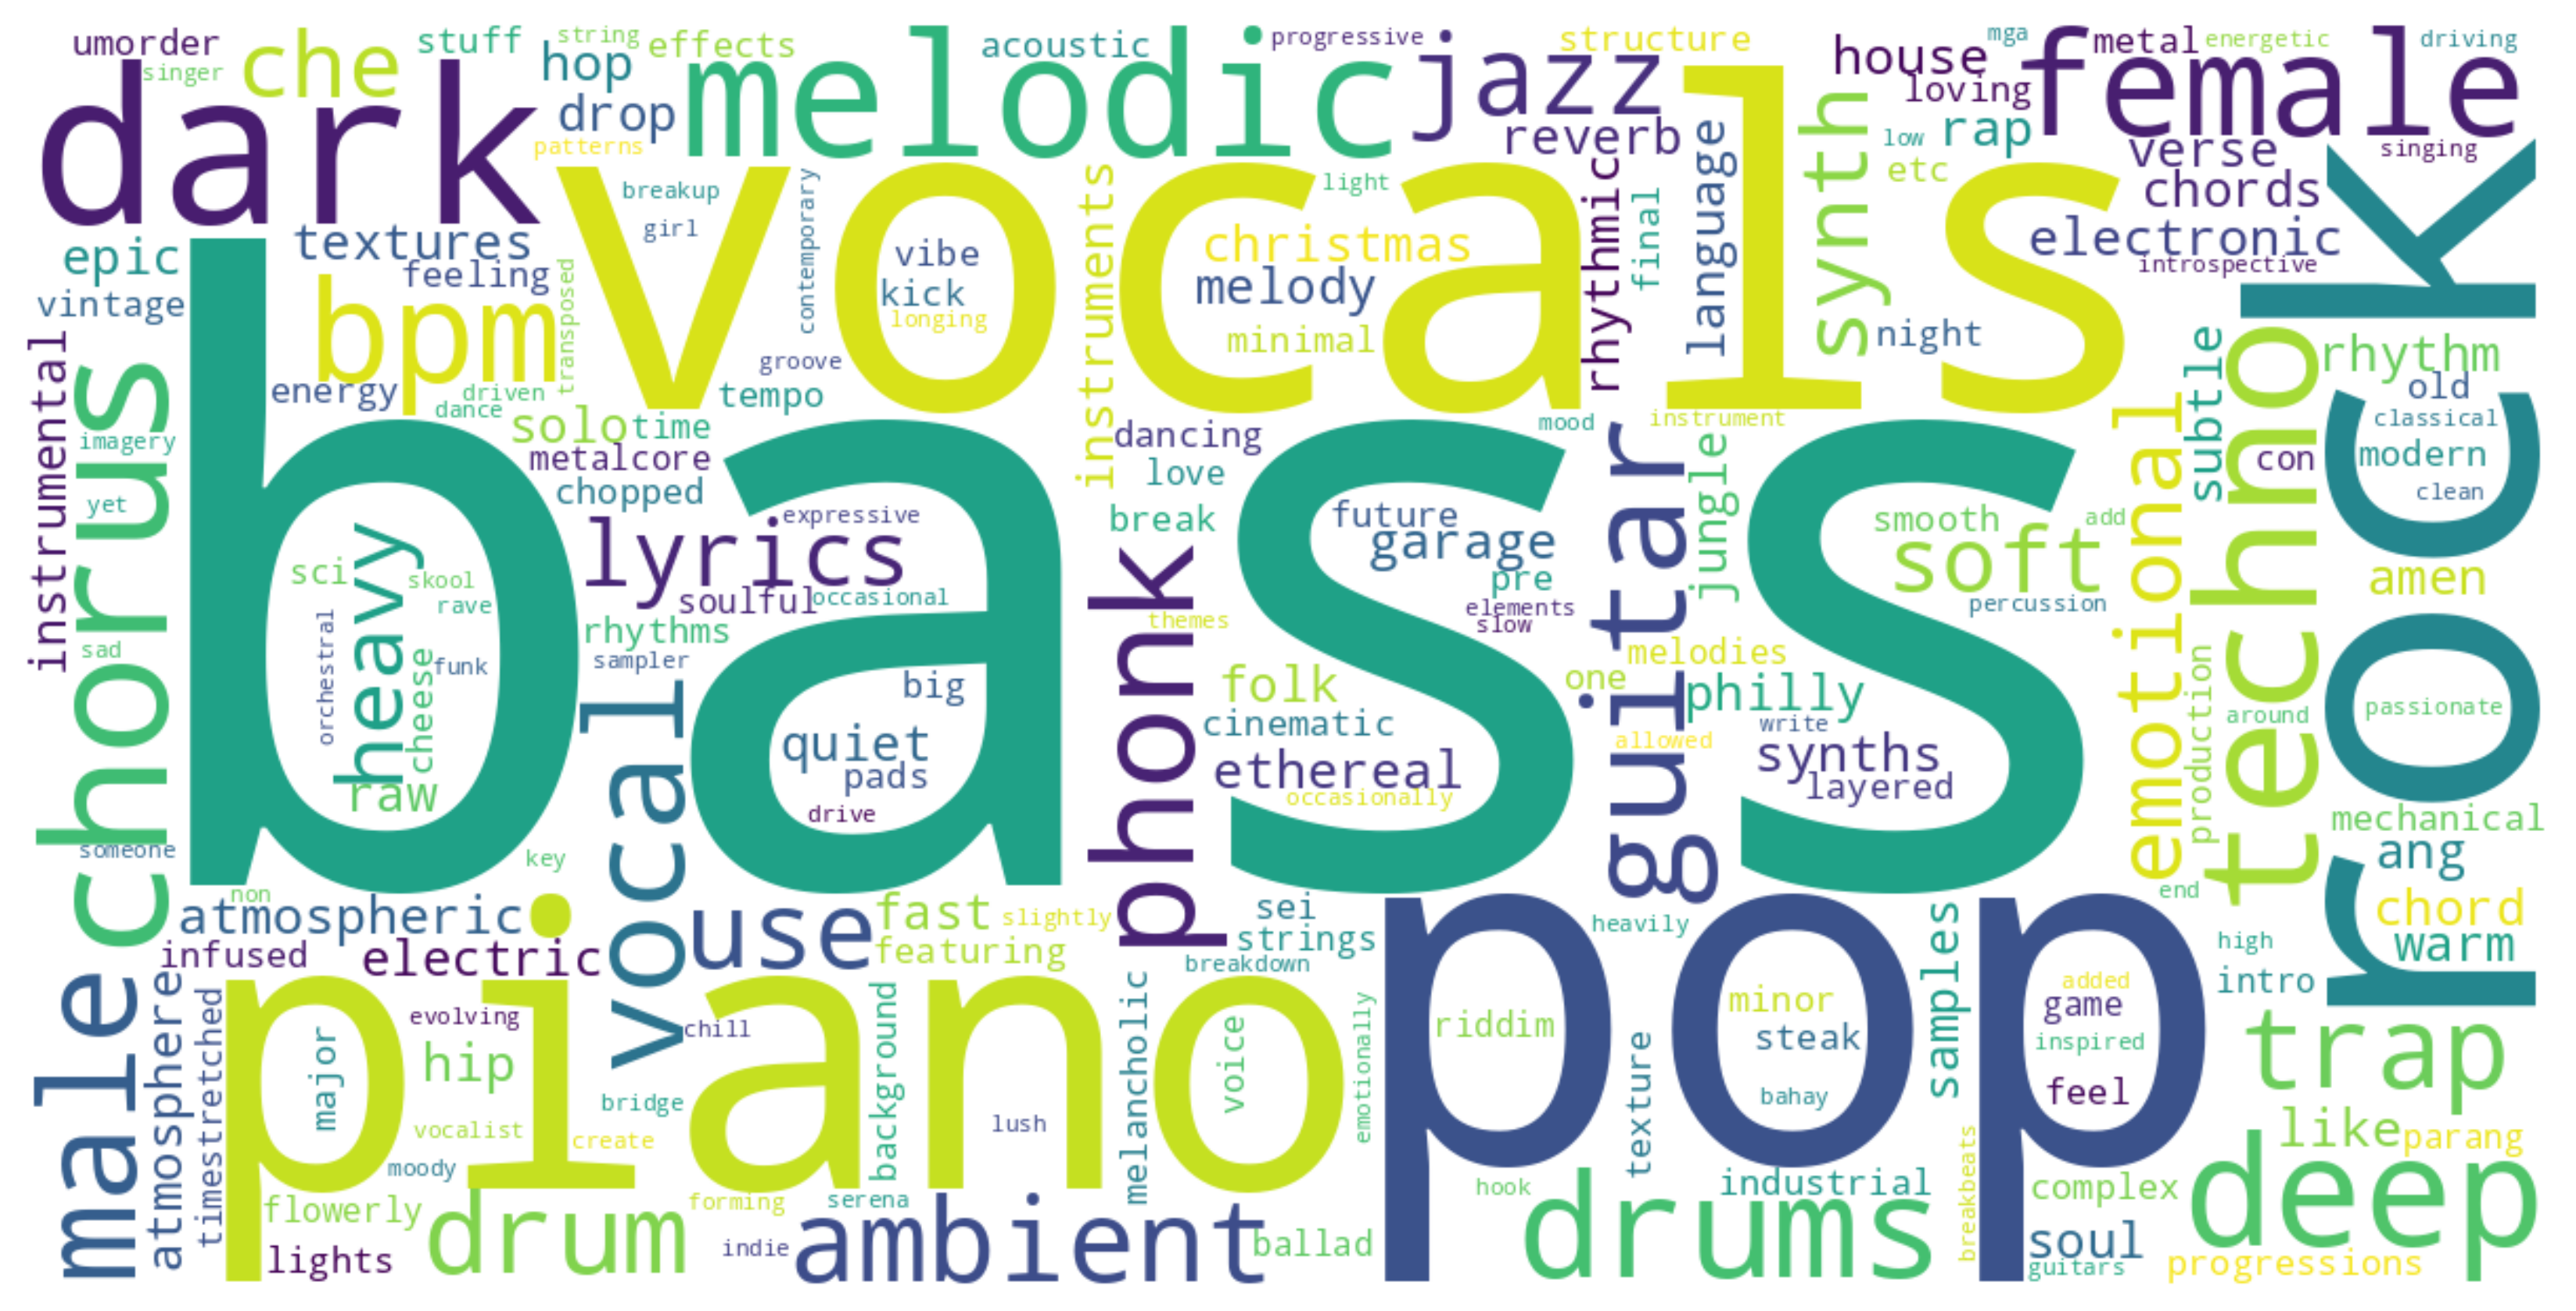 umorder
singer
che
stuff
string
effects
hop
drop
acoustic
progressive
structure
house
mga
metal
energetic
driving
loving
dark
melodic
jazz
reverb
female
low
rap
etc
verse
singing
chords
patterns
vocals
breakup
girl
contemporary
light
instruments
rhythmic
final
language
synth
electronic
introspective
epic
textures
feeling
vintage
bpm
transposed
vibe
kick
longing
christmas
melody
minimal
night
rock
instrumental
chorus
energy
driven
dance
groove
tempo
solo
time
metalcore
chopped
dancing
love
break
mood
instrument
subtle
rhythm
old
classical
modern
con
clean
imagery
yet
bass
lyrics
expressive
soulful
occasional
rhythms
sampler
future
garage
pre
elements
slow
guitar
jungle
smooth
soft
add
percussion
emotional
techno
amen
sci
skool
rave
heavy
orchestral
cheese
funk
raw
sad
someone
vocal
big
quiet
pads
drive
phonk
themes
folk
cinematic
ethereal
occasionally
one
melodies
philly
allowed
write
synths
layered
production
around
passionate
mechanical
ang
chord
warm
key
non
atmospheric
infused
electric
use
fast
slightly
featuring
sei
strings
breakdown
heavily
samples
end
high
intro
male
atmosphere
timestretched
piano
major
evolving
hip
vocalist
moody
chill
bridge
create
background
lush
melancholic
voice
emotionally
pop
riddim
minor
steak
bahay
texture
added
game
inspired
feel
trap
like
parang
deep
flowerly
lights
drum
forming
serena
indie
ambient
ballad
hook
drums
industrial
breakbeats
complex
soul
guitars
progressions